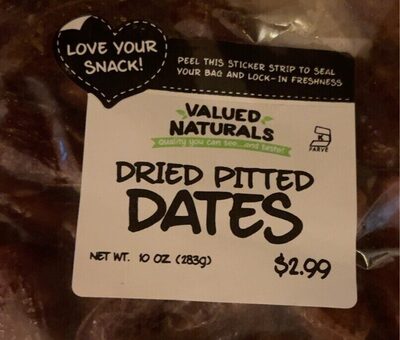 LOVE YOUR
SNACK!
PEEL THIS STICKER STRIP TO SEAL
YOUR BAG AND LOCK-IN FRESHNESS
VALUED
NATURALS
quality you can see...and taste!
K
PARVE
DRIED PITTED
DATES
NET WT. 10 OZ (283g)
$2.99